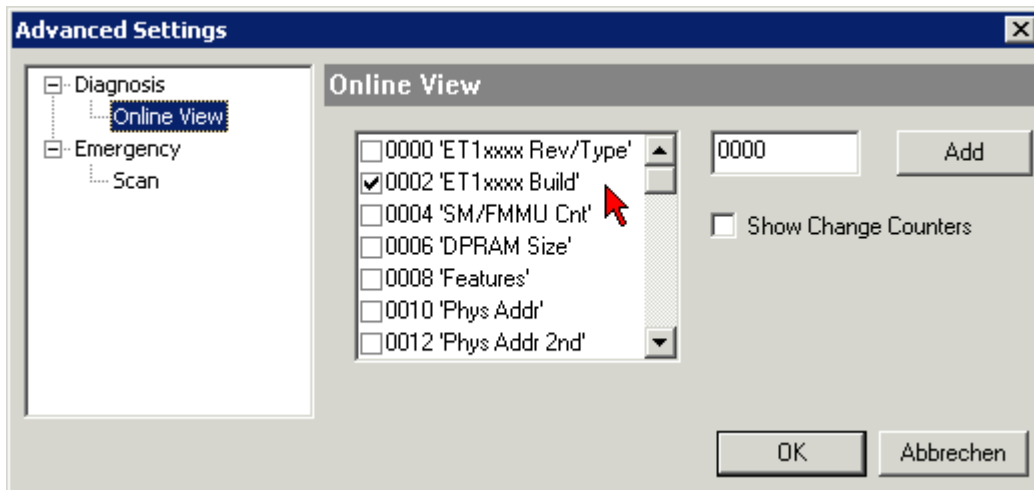 Advanced Settings
Diagnosis
Online View
Emergency
Scan
Online View
0000 'ET1xxxx Rev/Type'
0002 'ET1xxxx Build'
0004 'SM/FMMU Cnt'
0006 'DPRAM Size'
0008 'Features'
0010 'Phys Addr'
0012 'Phys Addr 2nd'
0000
Add
Show Change Counters
OK
Abbrechen